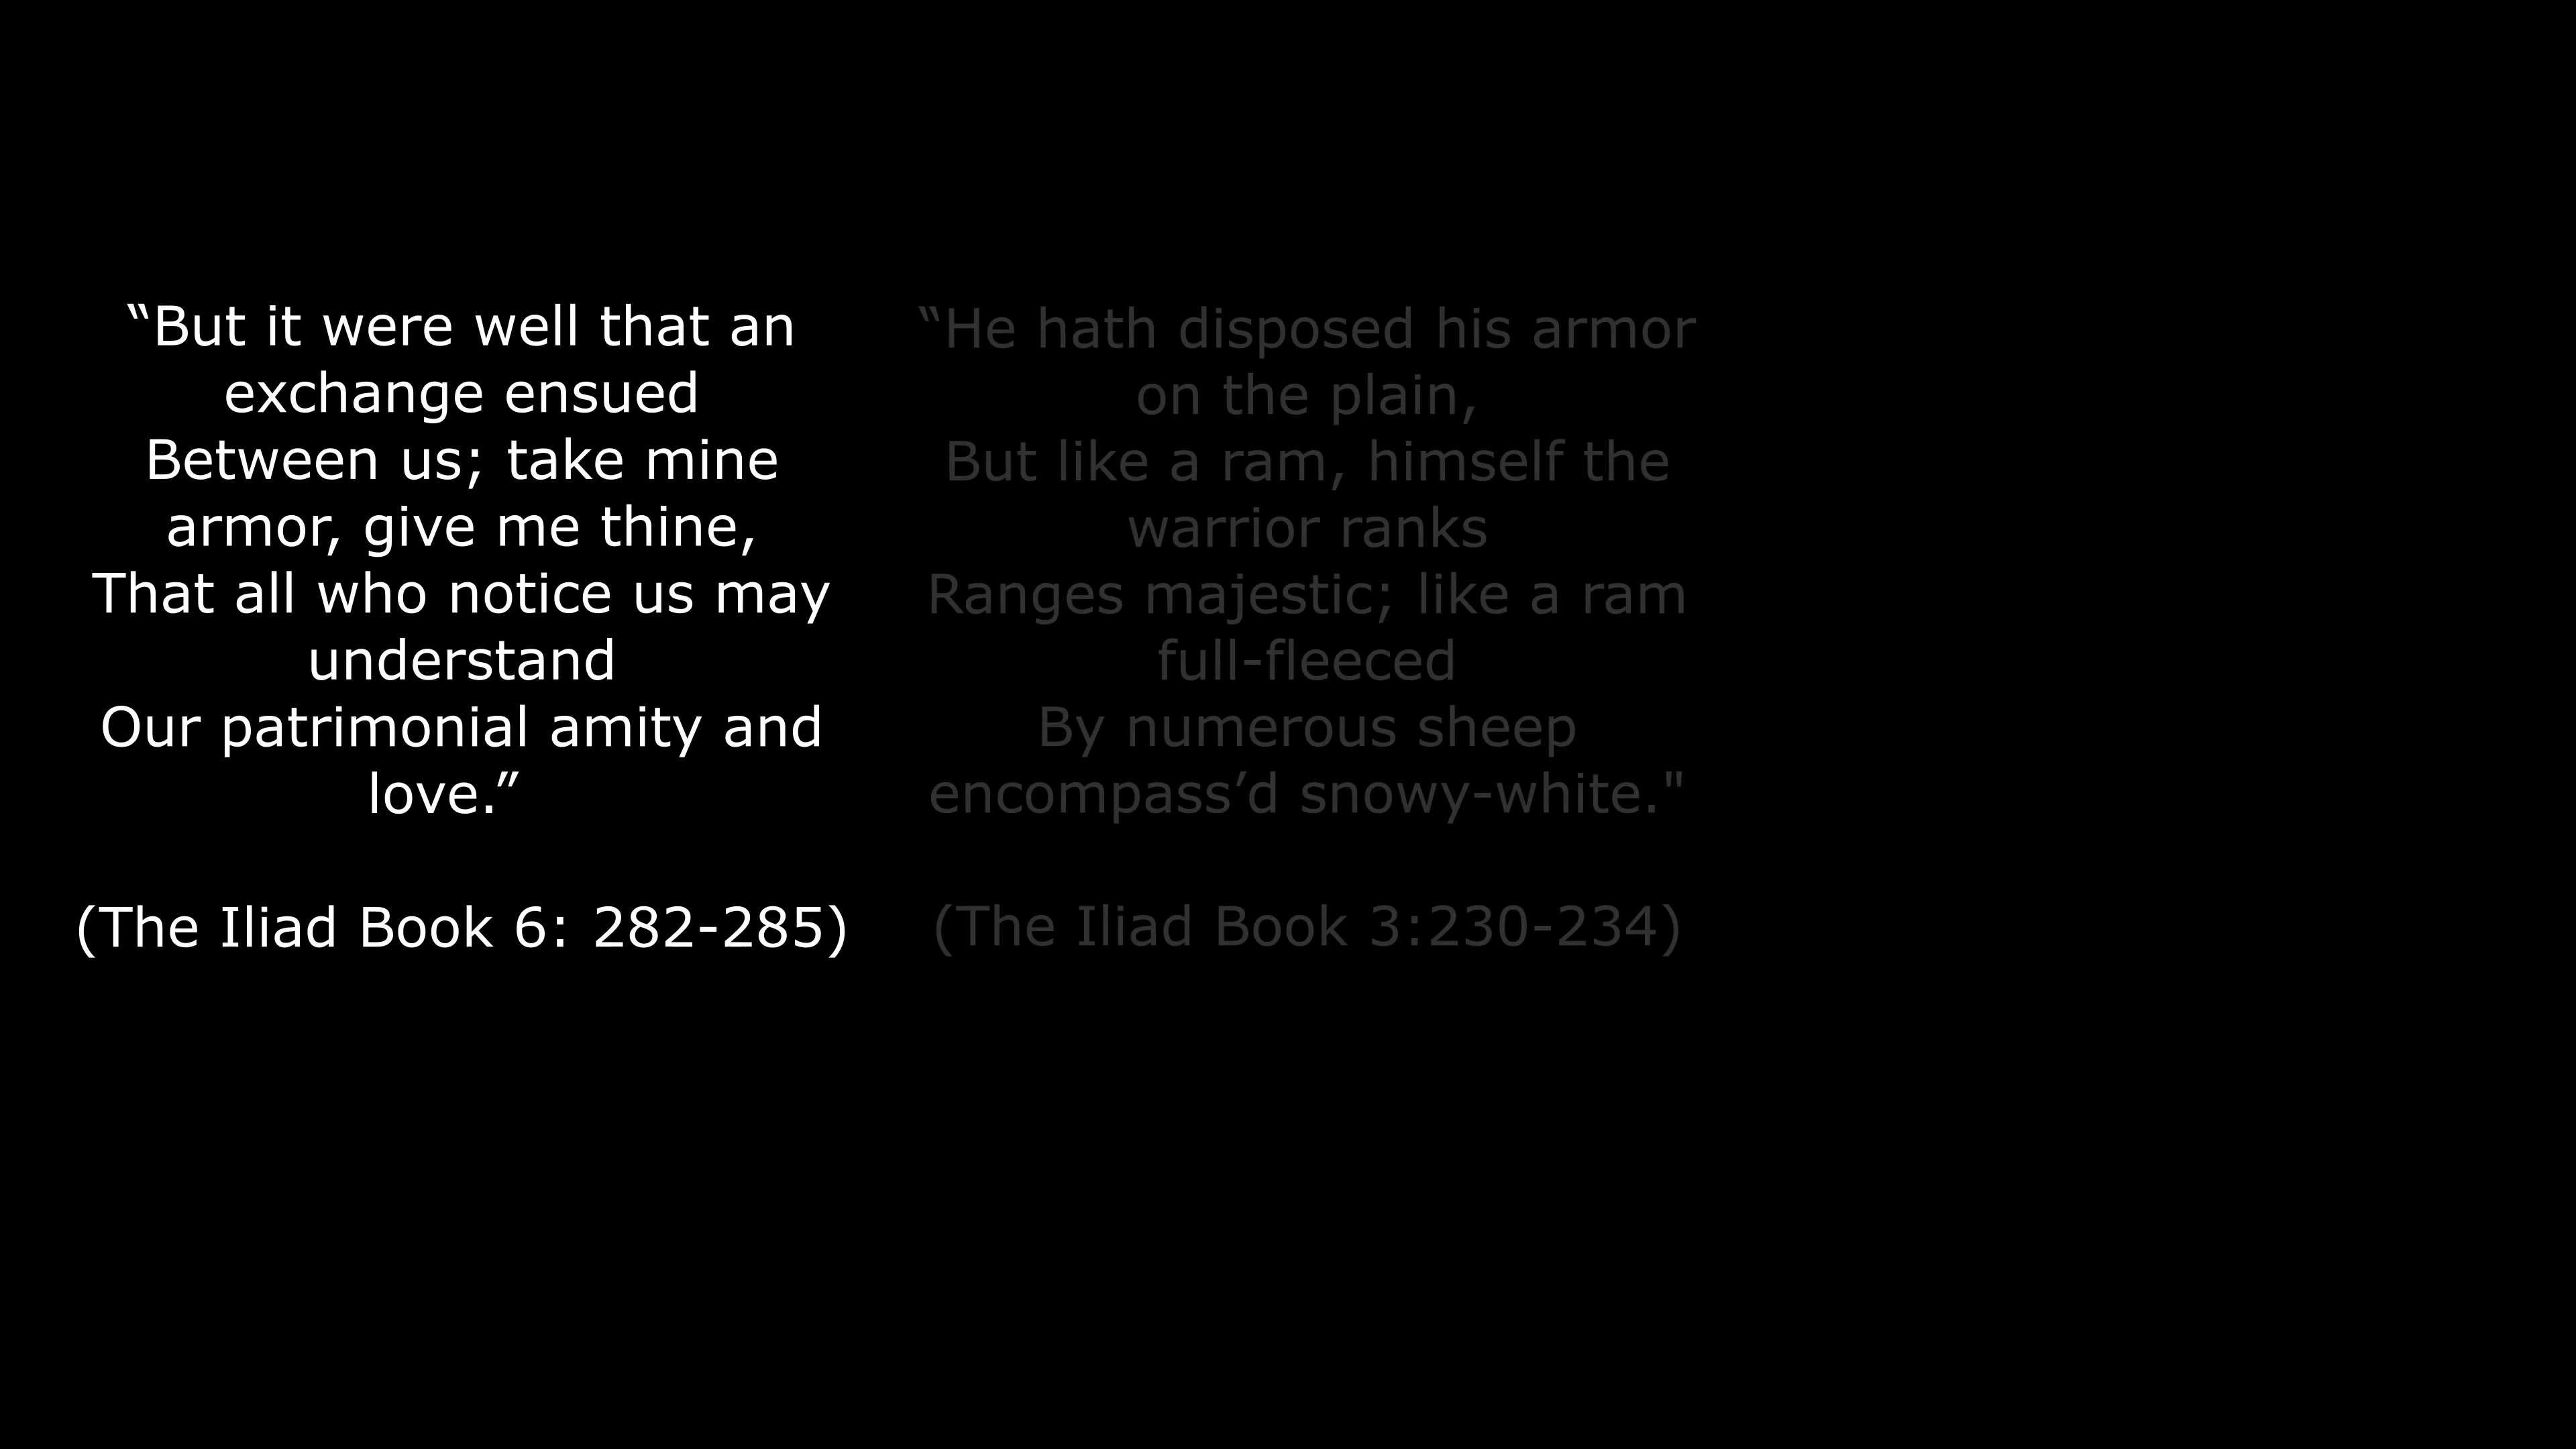 “But it were well that an
exchange ensued
Between us; take mine
armor, give me thine,
That all who notice us may
understand
Our patrimonial amity and
love.”
(The Iliad Book 6: 282-285)
“He hath disposed his armor
on the plain,
But like a ram, himself the
warrior ranks
Ranges majestic; like a ram
full-fleeced
By numerous sheep
encompass’d snowy-white."
(The Iliad Book 3:230-234)